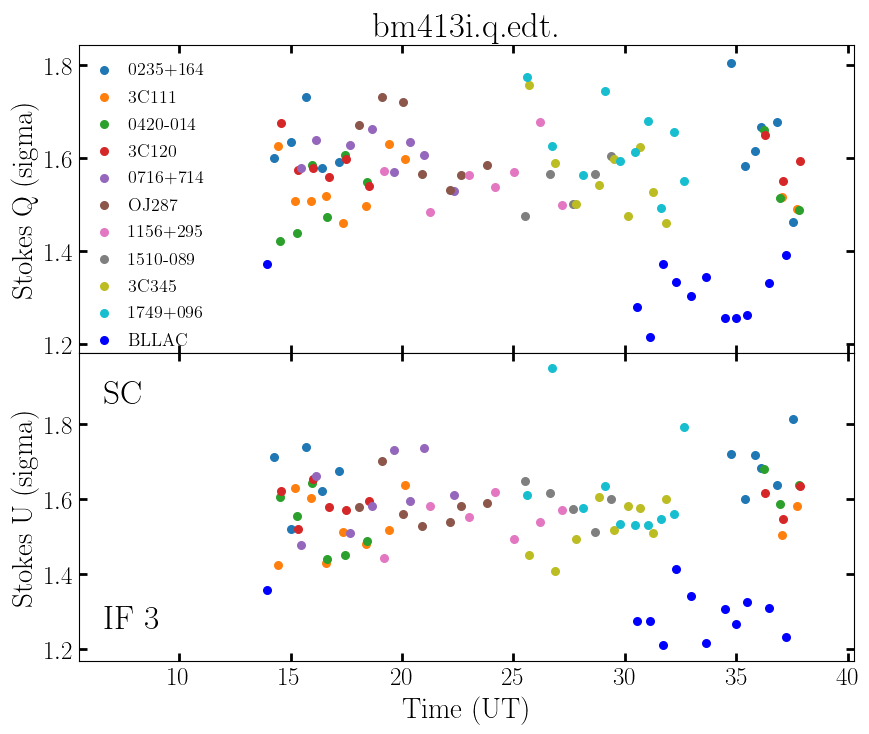 bm413i.q.edt.
Stokes Q (sigma)
1.8
1.6
1.4
1.2
0235+164
3C111
0420-014
3C120
0716+714
OJ287
1156+295
1510-089
3C345
1749+096
BLLAC
Stokes U (sigma)
1.8
1.6
1.4
1.2
SC
IF 3
10 15 20 25 30 35 40
Time (UT)